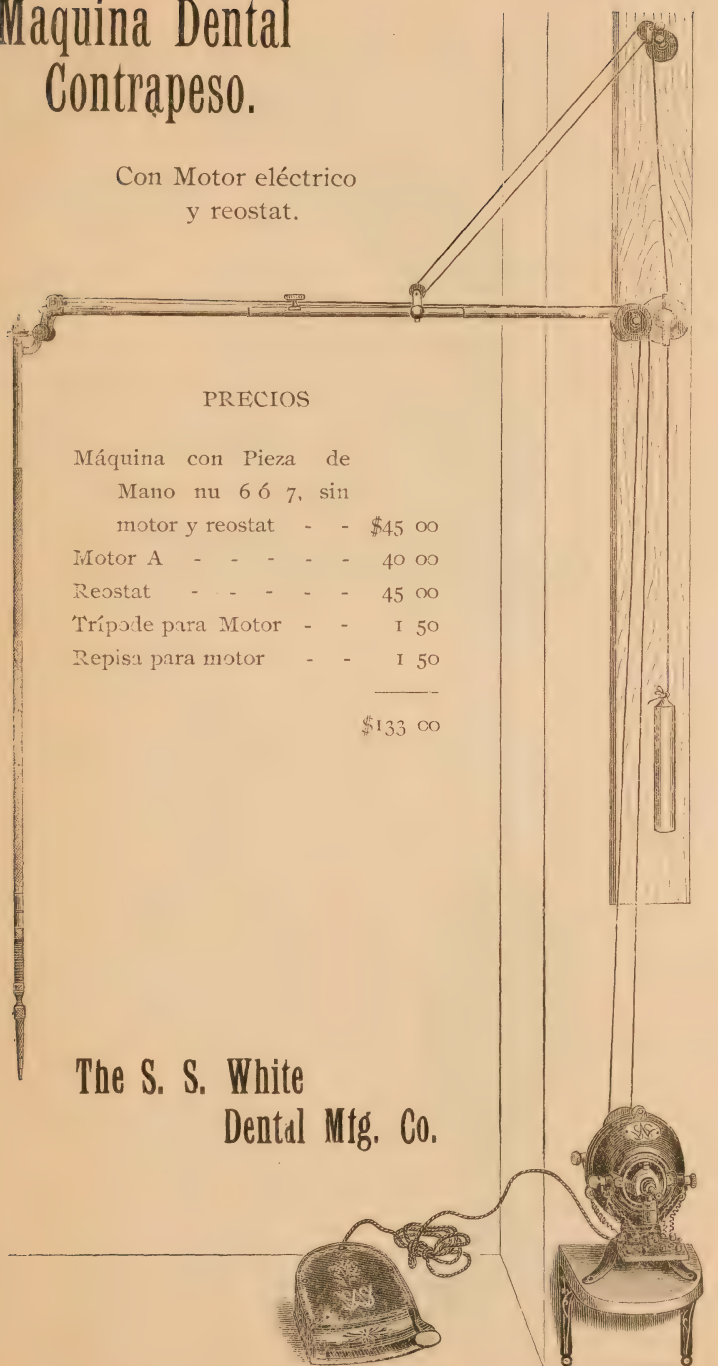 Maquina Dental
Contrapeso.
Con Motor eléctrico
y reostat.
PRECIOS
Máquina con Pieza de
Mano nu 6 ó 7, sin
motor y reostat - - $45 00
Motor A - - - - - 40 00
Reostat - - - - - 45 00
Trípode para Motor - - 1 50
Repisa para motor - - 1 50
$133 00
The S. S. White
Dental Mfg. Co.